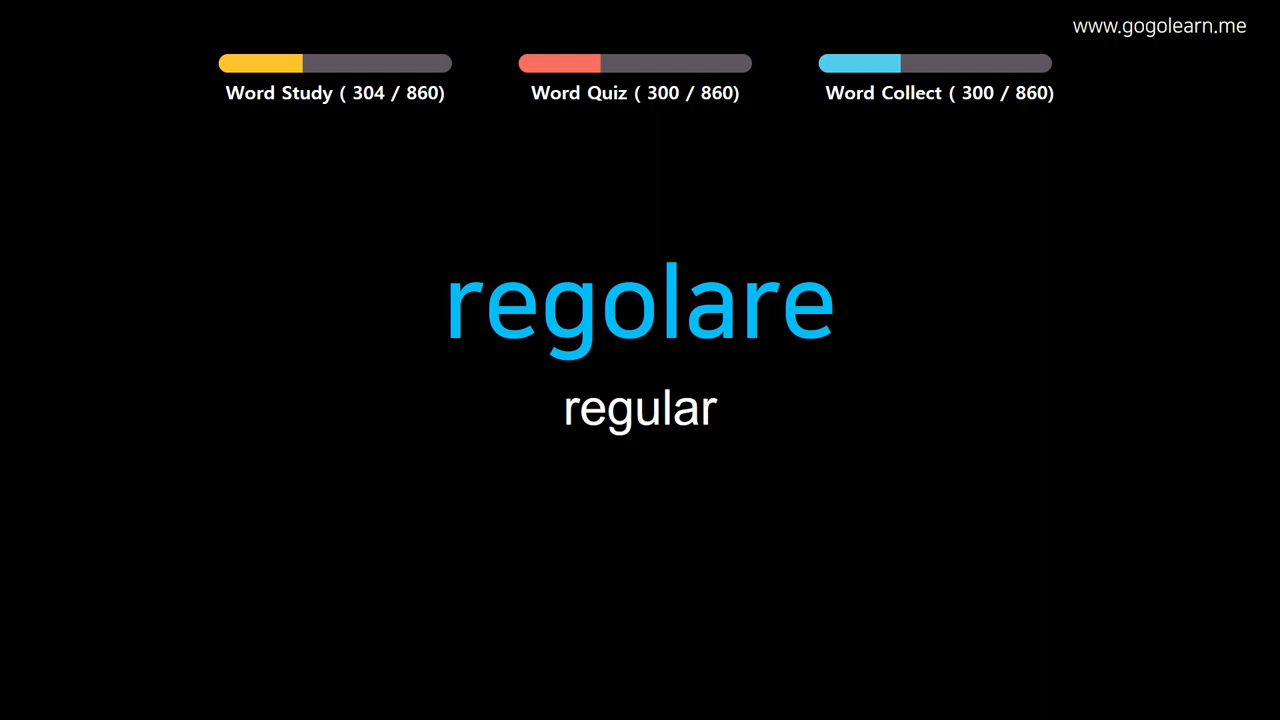 www.gogolearn.me
Word Study ( 304 / 860)
Word Quiz ( 300 / 860)
Word Collect ( 300 / 860)
regolare
regular